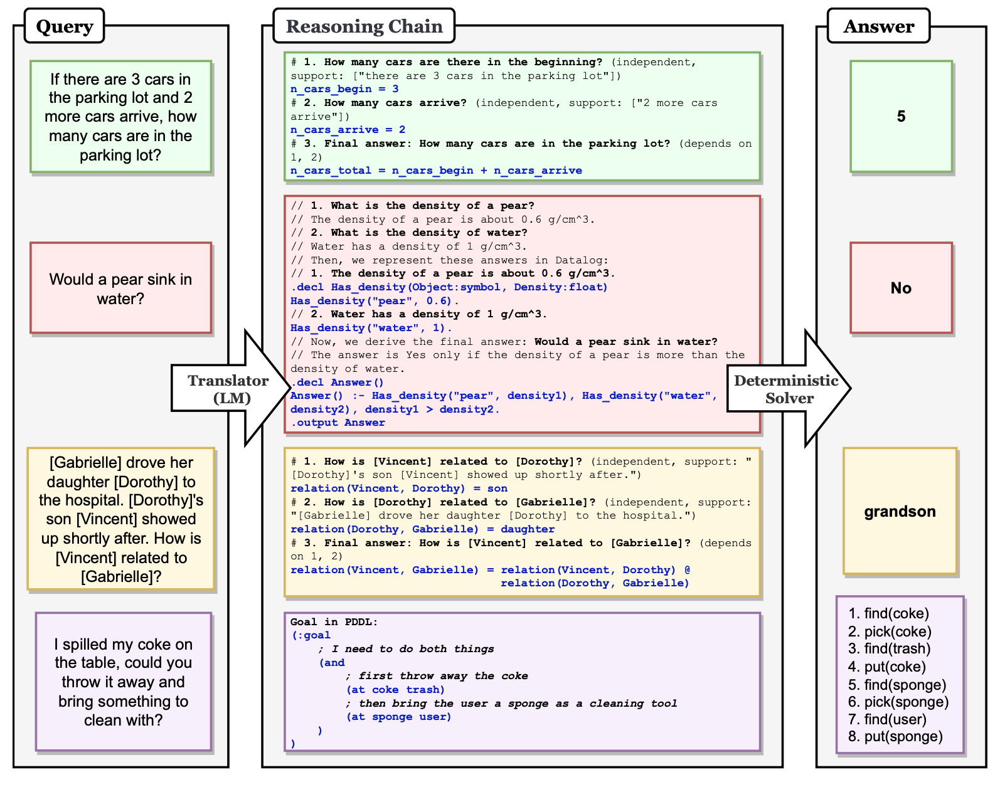 Query
If there are 3 cars in
the parking lot and 2
more cars arrive, how
many cars are in the
parking lot?
Would a pear sink in
water?
[Gabrielle] drove her
daughter [Dorothy] to
the hospital. [Dorothy]'s
son [Vincent] showed
up shortly after. How is
[Vincent] related to
[Gabrielle]?
I spilled my coke on
the table, could you
throw it away and
bring something to
clean with?
Translator
(LM)
Reasoning Chain
# 1. How many cars are there in the beginning? (independent,
support: ["there are 3 cars in the parking lot"])
n_cars_begin = 3
# 2. How many cars arrive? (independent, support: ["2 more cars
arrive"])
n_cars_arrive = 2
# 3. Final answer: How many cars are in the parking lot? (depends on
1, 2)
n_cars_total = n_cars_begin + n_cars_arrive
// 1. What is the density of a pear?
// The density of a pear is about 0.6 g/cm^3.
// 2. What is the density of water?
// Water has a density of 1 g/cm^3.
// Then, we represent these answers in Datalog:
// 1. The density of a pear is about 0.6 g/cm^3.
.decl Has_density(Object:symbol, Density:float)
Has_density("pear", 0.6).
// 2. Water has a density of 1 g/cm^3.
Has_density("water", 1).
// Now, we derive the final answer: Would a pear sink in water?
// The answer is Yes only if the density of a pear is more than the
density of water.
.decl Answer()
Answer() :- Has_density("pear", density1), Has_density("water",
density2), density1 > density2.
.output Answer
# 1. How is [Vincent] related to [Dorothy]? (independent, support: "
[Dorothy]'s son [Vincent] showed up shortly after.")
relation(Vincent, Dorothy) = son
# 2. How is [Dorothy] related to [Gabrielle]? (independent, support:
"[Gabrielle] drove her daughter [Dorothy] to the hospital.")
relation(Dorothy, Gabrielle) = daughter
# 3. Final answer: How is [Vincent] related to [Gabrielle]? (depends
on 1, 2)
relation(Vincent, Gabrielle) = relation(Vincent, Dorothy) @
relation(Dorothy, Gabrielle)
Goal in PDDL:
(:goal
; I need to do both things
(and
; first throw away the coke
(at coke trash)
; then bring the user a sponge as a cleaning tool
(at sponge user)
)
)
Deterministic
Solver
Answer
5
No
grandson
1. find(coke)
2. pick(coke)
3. find(trash)
4. put(coke)
5. find(sponge)
6. pick(sponge)
7. find(user)
8. put(sponge)